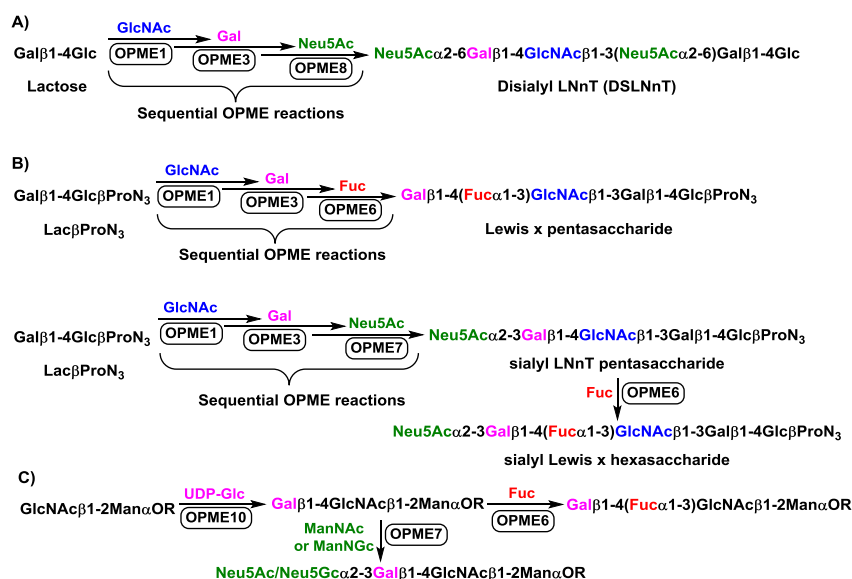 A)
GlcNAc
Gal
Neu5Ac
Galβ1-4Glc OPME1 OPME3 OPME8 Neu5Acα2-6Galβ1-4GlcNAcβ1-3(Neu5Acα2-6)Galβ1-4Glc
Lactose Disialyl LNnT (DSLNnT)
Sequential OPME reactions
B)
GlcNAc
Gal
Fuc
Galβ1-4GlcβProN₃ OPME1 OPME3 OPME6 Galβ1-4(Fucα1-3)GlcNAcβ1-3Galβ1-4GlcβProN₃
LacβProN₃ Lewis x pentasaccharide
Sequential OPME reactions
GlcNAc
Gal
Neu5Ac
Galβ1-4GlcβProN₃ OPME1 OPME3 OPME7 Neu5Acα2-3Galβ1-4GlcNAcβ1-3Galβ1-4GlcβProN₃
LacβProN₃ sialyl LNnT pentasaccharide
Sequential OPME reactions
Fuc OPME6
Neu5Acα2-3Galβ1-4(Fucα1-3)GlcNAcβ1-3Galβ1-4GlcβProN₃
sialyl Lewis x hexasaccharide
C)
UDP-Glc Fuc
GlcNAcβ1-2ManαOR OPME10 Galβ1-4GlcNAcβ1-2ManαOR OPME6 Galβ1-4(Fucα1-3)GlcNAcβ1-2ManαOR
ManNAc OPME7
or ManNGc
Neu5Ac/Neu5Gcα2-3Galβ1-4GlcNAcβ1-2ManαOR